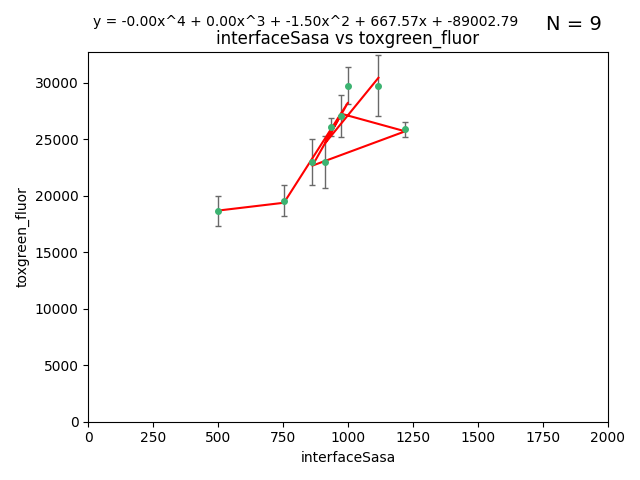 y = -0.00x^4 + 0.00x^3 + -1.50x^2 + 667.57x + -89002.79
N = 9
interfaceSasa vs toxgreen_fluor
30000
25000
20000
15000
10000
5000
0
toxgreen_fluor
0 250 500 750 1000 1250 1500 1750 2000
interfaceSasa